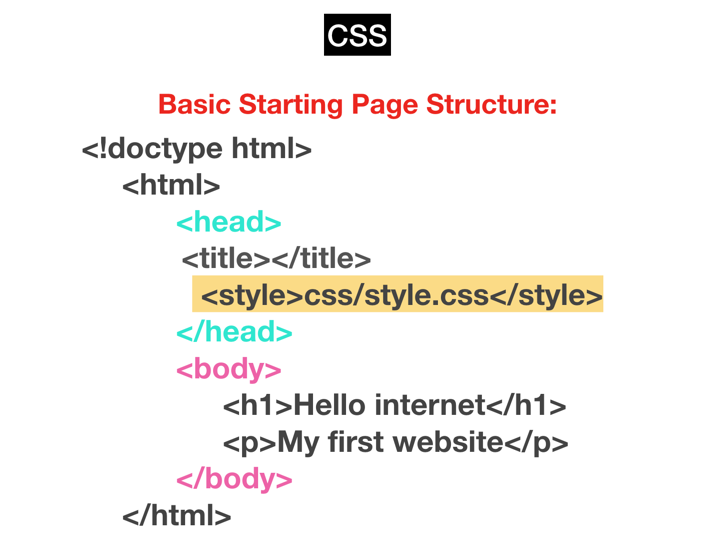 CSS
Basic Starting Page Structure:
<!doctype html>
<html>
<head>
<title></title>
<style>css/style.css</style>
</head>
<body>
<h1>Hello internet</h1>
<p>My first website</p>
</body>
</html>